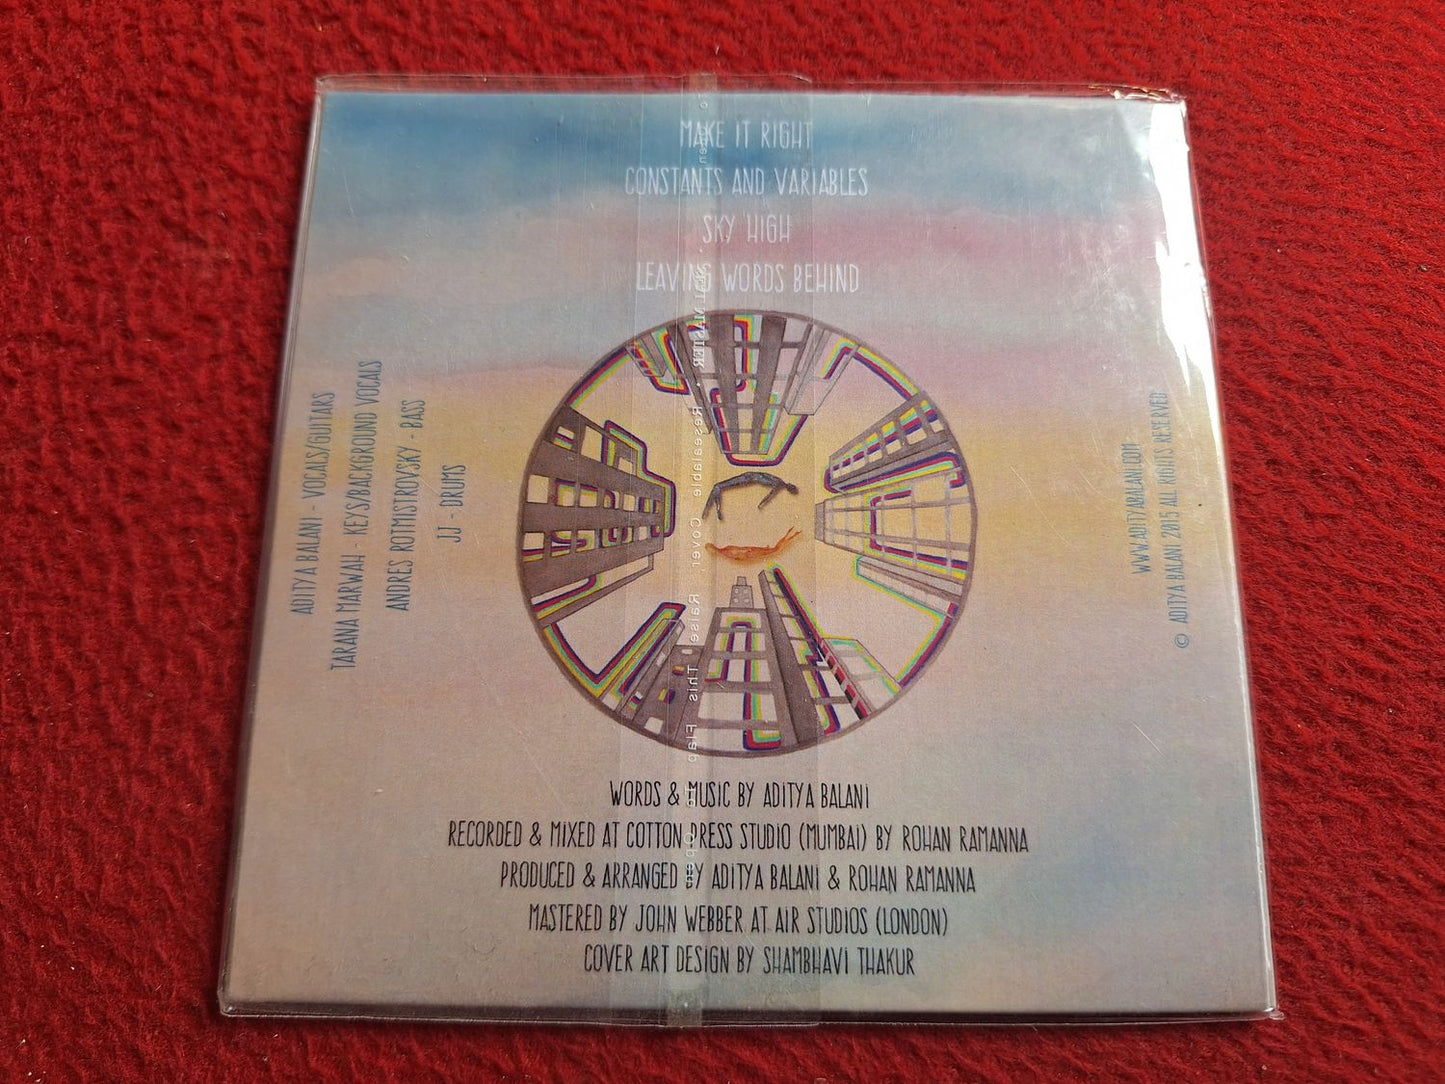 MAKE IT RIGHT
CONSTANTS AND VARIABLES
SKY HIGH
LEAVING WORDS BEHIND
ADITYA BALANI - VOCALS/GUITARS
TARANA MARWAH - KEYS/BACKGROUND VOCALS
ANDRES ROTMISTROVSKY - BASS
JJ - DRUMS
WWW.ADITYABALANI.COM
© ADITYA BALANI 2013 ALL RIGHTS RESERVED
WORDS & MUSIC BY ADITYA BALANI
RECORDED & MIXED AT COTTON PRESS STUDIO (MUMBAI) BY ROHAN RAMANNA
PRODUCED & ARRANGED BY ADITYA BALANI & ROHAN RAMANNA
MASTERED BY JOHN WEBBER AT AIR STUDIOS (LONDON)
COVER ART DESIGN BY SHAMBHAVI THAKUR
Resealable Cover, Raise This Flap